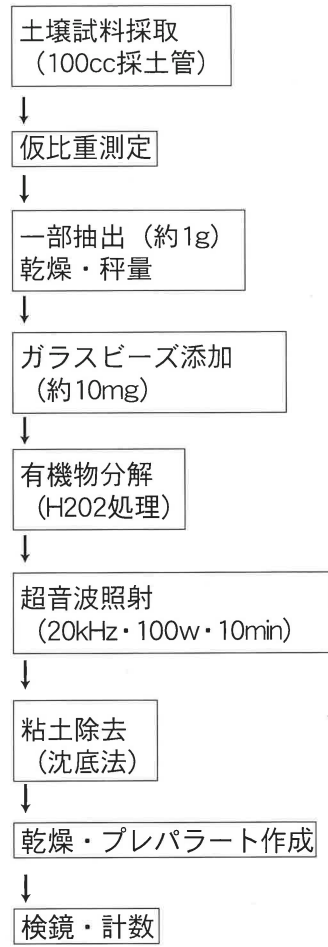 土壌試料採取
（100cc採土管）
仮比重測定
一部抽出（約1g）
乾燥・秤量
ガラスビーズ添加
（約10mg）
有機物分解
（H202処理）
超音波照射
（20kHz・100w・10min）
粘土除去
（沈底法）
乾燥・プレパラート作成
検鏡・計数